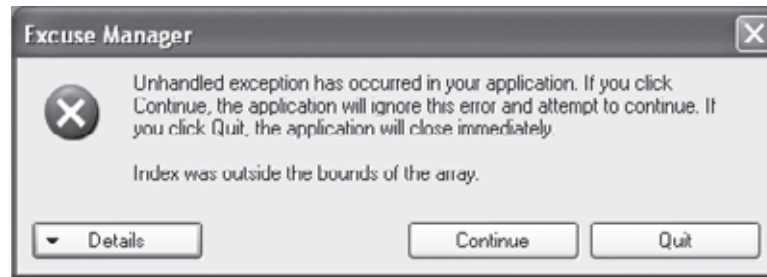 Excuse Manager
Unhandled exception has occurred in your application. If you click
Continue, the application will ignore this error and attempt to continue. If
you click Quit, the application will close immediately.
Index was outside the bounds of the array.
Details
Continue
Quit